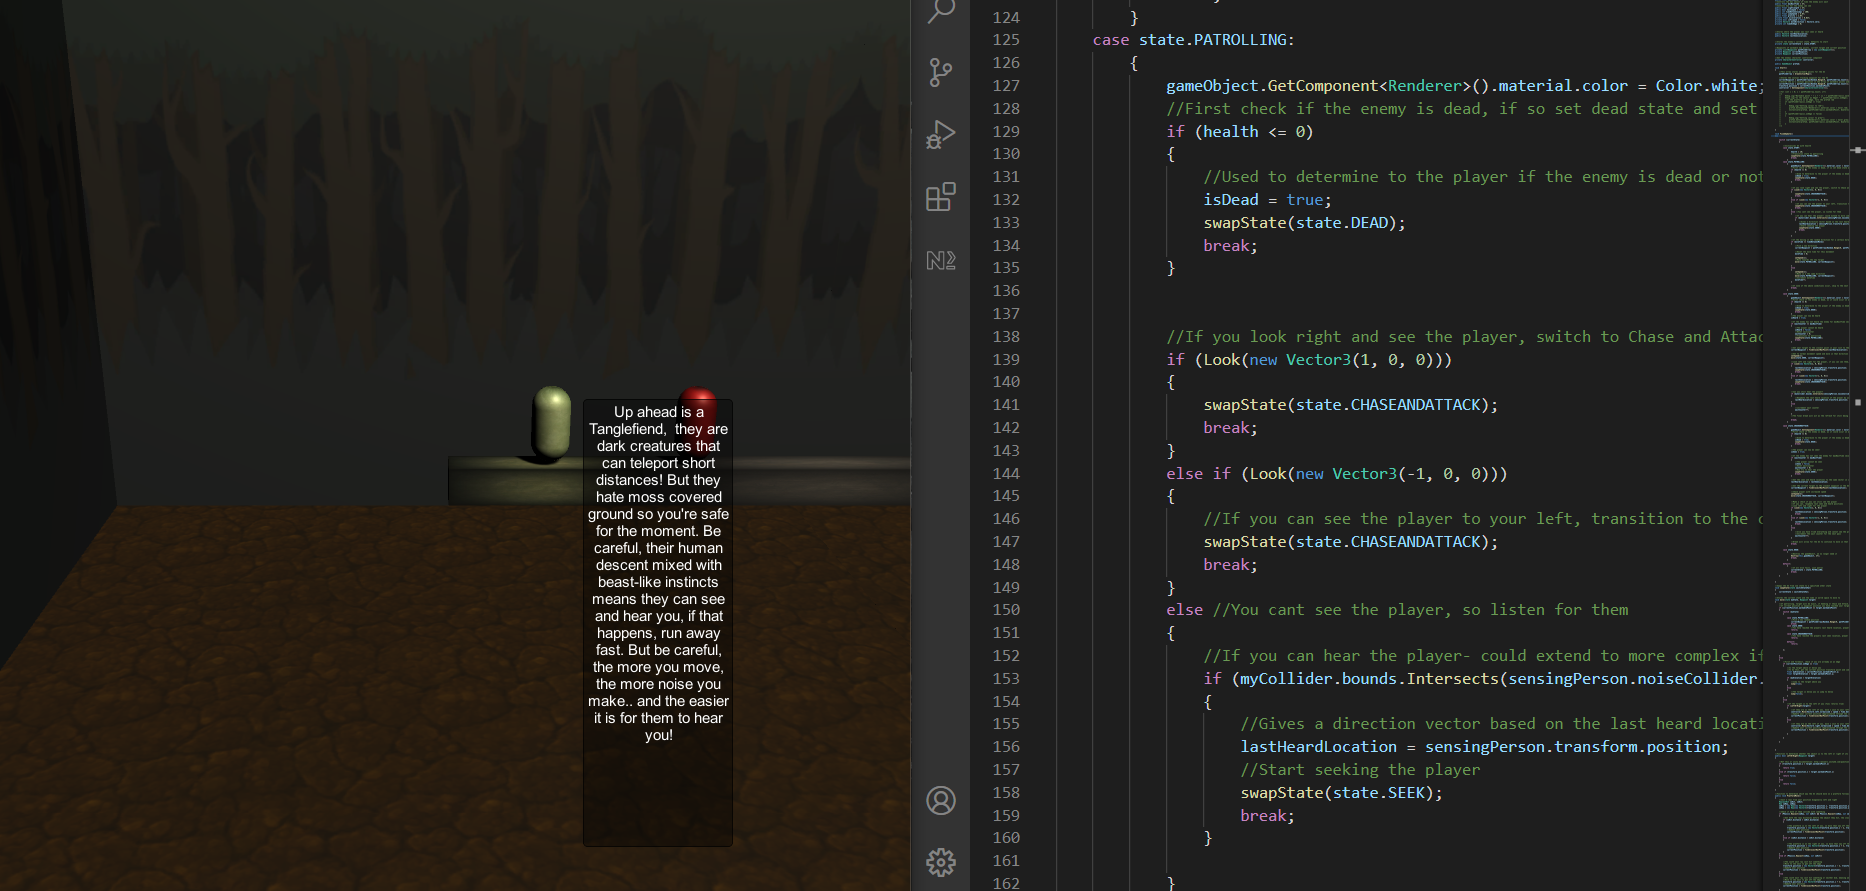 Up ahead is a
Tanglefiend,  they are
dark creatures that
can teleport short
distances! But they
hate moss covered
ground so you're safe
for the moment. Be
careful, their human
descent mixed with
beast-like instincts
means they can see
and hear you, if that
happens, run away
fast. But be careful,
the more you move,
the more noise you
make.. and the easier
it is for them to hear
you!
124 }
125 case state.PATROLLING:
126 {
127 gameObject.GetComponent<Renderer>().material.color = Color.white;
128 //First check if the enemy is dead, if so set dead state and set
129 if (health <= 0)
130 {
131 //Used to determine to the player if the enemy is dead or not
132 isDead = true;
133 swapState(state.DEAD);
134 break;
135 }
136
137
138 //If you look right and see the player, switch to Chase and Attac
139 if (Look(new Vector3(1, 0, 0)))
140 {
141 swapState(state.CHASEANDATTACK);
142 break;
143 }
144 else if (Look(new Vector3(-1, 0, 0)))
145 {
146 //If you can see the player to your left, transition to the c
147 swapState(state.CHASEANDATTACK);
148 break;
149 }
150 else //You cant see the player, so listen for them
151 {
152 //If you can hear the player- could extend to more complex if
153 if (myCollider.bounds.Intersects(sensingPerson.noiseCollider.
154 {
155 //Gives a direction vector based on the last heard locati
156 lastHeardLocation = sensingPerson.transform.position;
157 //Start seeking the player
158 swapState(state.SEEK);
159 break;
160 }
161
162 }